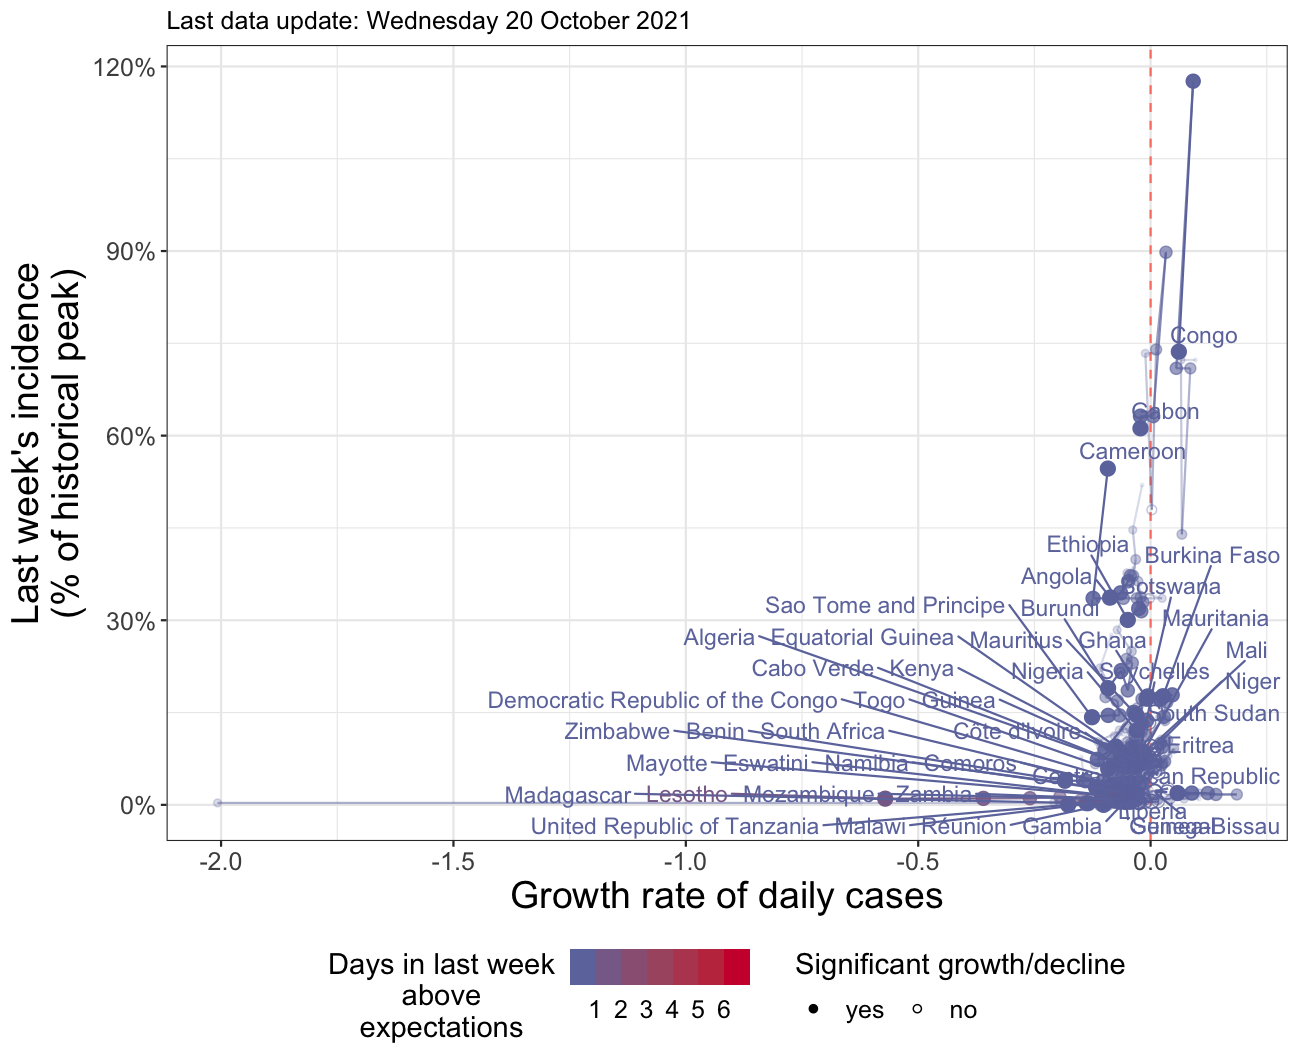 Last data update: Wednesday 20 October 2021
120%
90%
60%
30%
0%
Last week's incidence
(% of historical peak)
Congo
Gabon
Cameroon
Ethiopia
Burkina Faso
Angola
Botswana
Sao Tome and Principe
Burundi
Mauritania
Algeria
Equatorial Guinea
Mauritius
Ghana
Mali
Cabo Verde
Kenya
Nigeria
Seychelles
Niger
Democratic Republic of the Congo
Togo
Guinea
South Sudan
Zimbabwe
Benin
South Africa
Côte d'Ivoire
Eritrea
Mayotte
Eswatini
Namibia
Comoros
Central African Republic
Madagascar
Lesotho
Mozambique
Zambia
Liberia
United Republic of Tanzania
Malawi
Réunion
Gambia
Senegal
Guinea-Bissau
-2.0
-1.5
-1.0
-0.5
0.0
Growth rate of daily cases
Days in last week
above
expectations
1 2 3 4 5 6
Significant growth/decline
yes
no